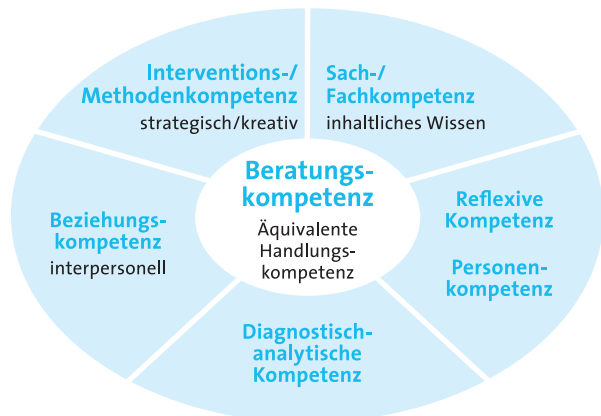 Interventions-/
Methodenkompetenz
strategisch/kreativ
Sach-/
Fachkompetenz
inhaltliches Wissen
Beratungs-
kompetenz
Äquivalente
Handlungs-
kompetenz
Beziehungs-
kompetenz
interpersonell
Reflexive
Kompetenz
Personen-
kompetenz
Diagnostisch-
analytische
Kompetenz